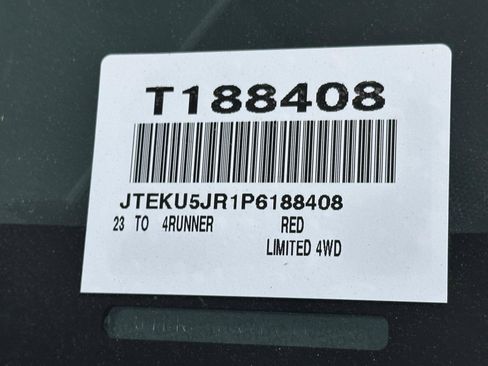 T188408
JTEKU5JR1P6188408
23 TO 4RUNNER RED
LIMITED 4WD